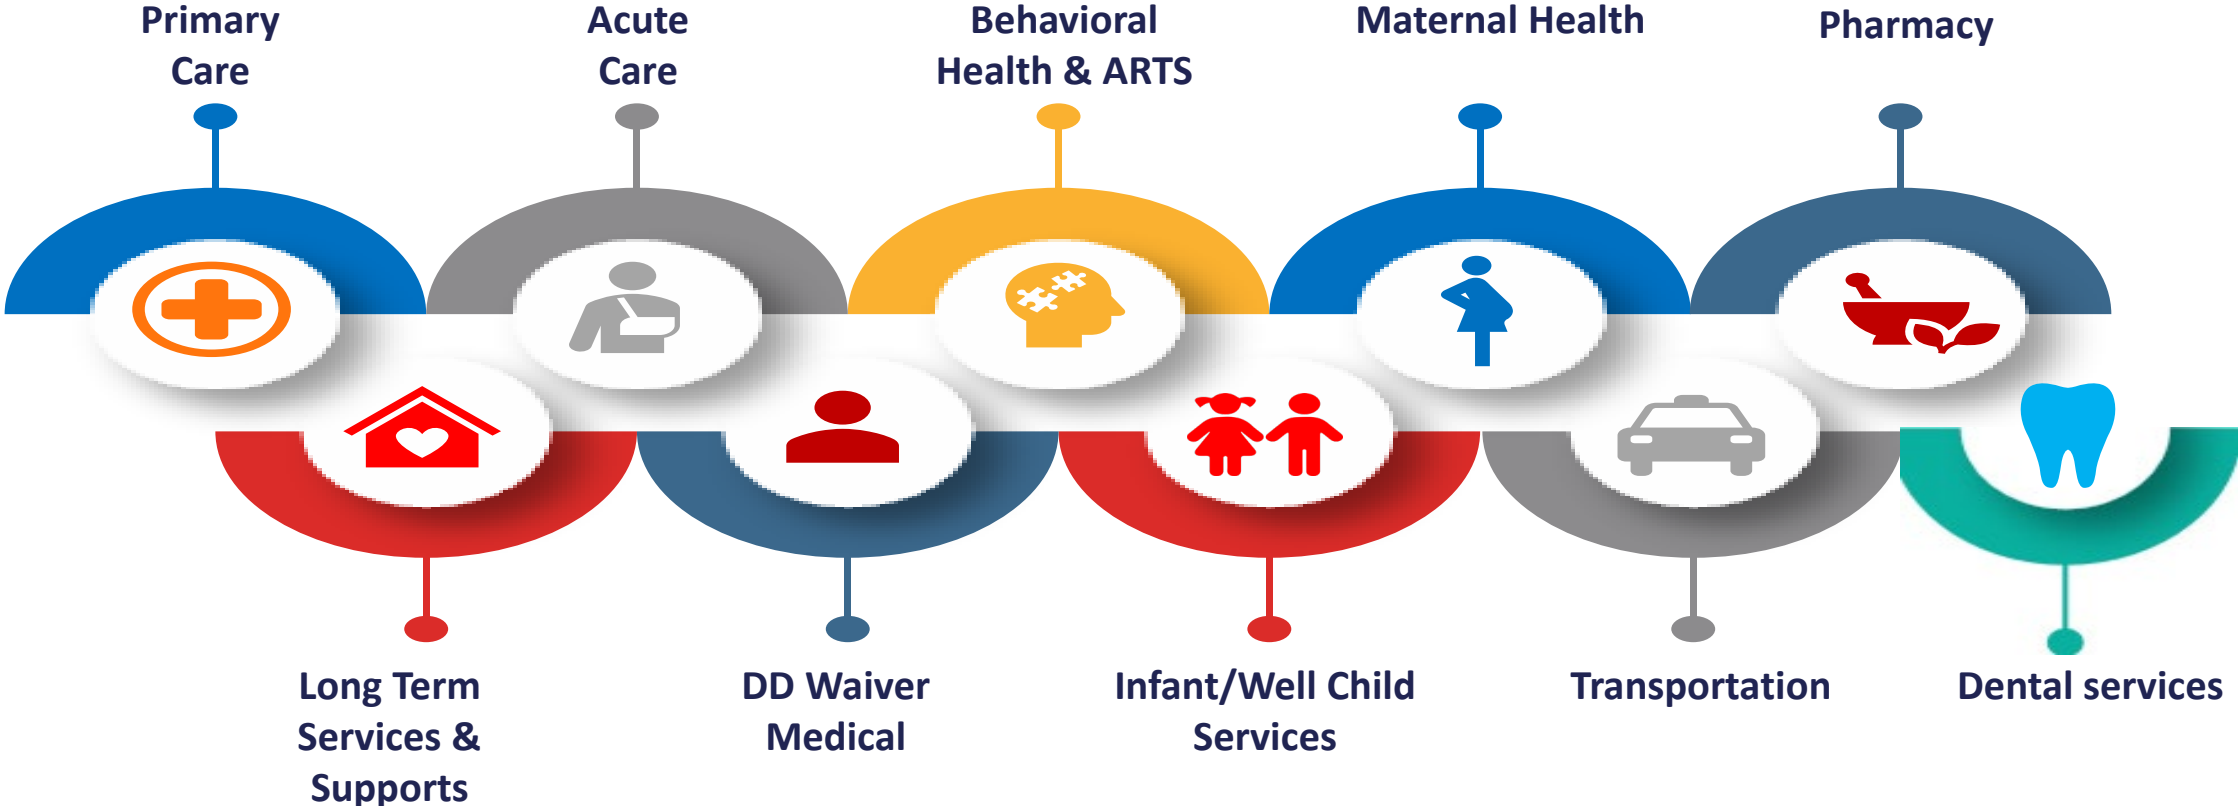 Primary
Care
Acute
Care
Behavioral
Health & ARTS
Maternal Health
Pharmacy
Long Term
Services &
Supports
DD Waiver
Medical
Infant/Well Child
Services
Transportation
Dental services